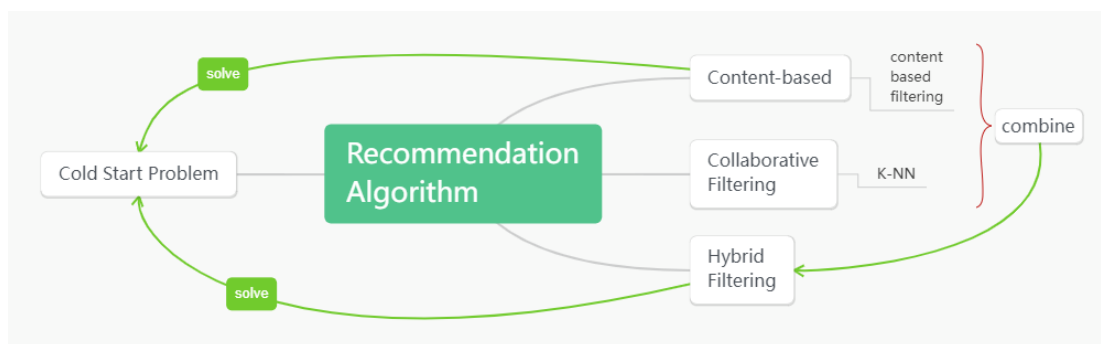 solve
Content-based
content
based
filtering
combine
Recommendation
Algorithm
Cold Start Problem
Collaborative
Filtering
K-NN
Hybrid
Filtering
solve